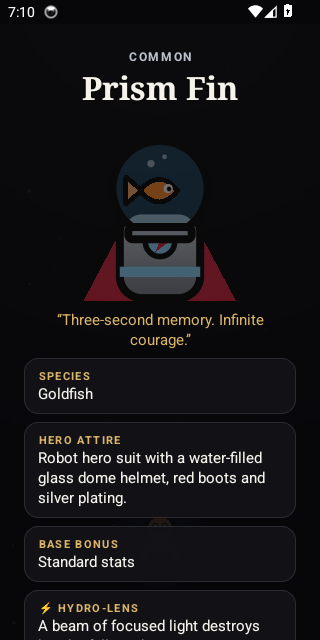 7:10
COMMON
Prism Fin
“Three-second memory. Infinite
courage.”
SPECIES
Goldfish
HERO ATTIRE
Robot hero suit with a water-filled
glass dome helmet, red boots and
silver plating.
BASE BONUS
Standard stats
⚡ HYDRO-LENS
A beam of focused light destroys